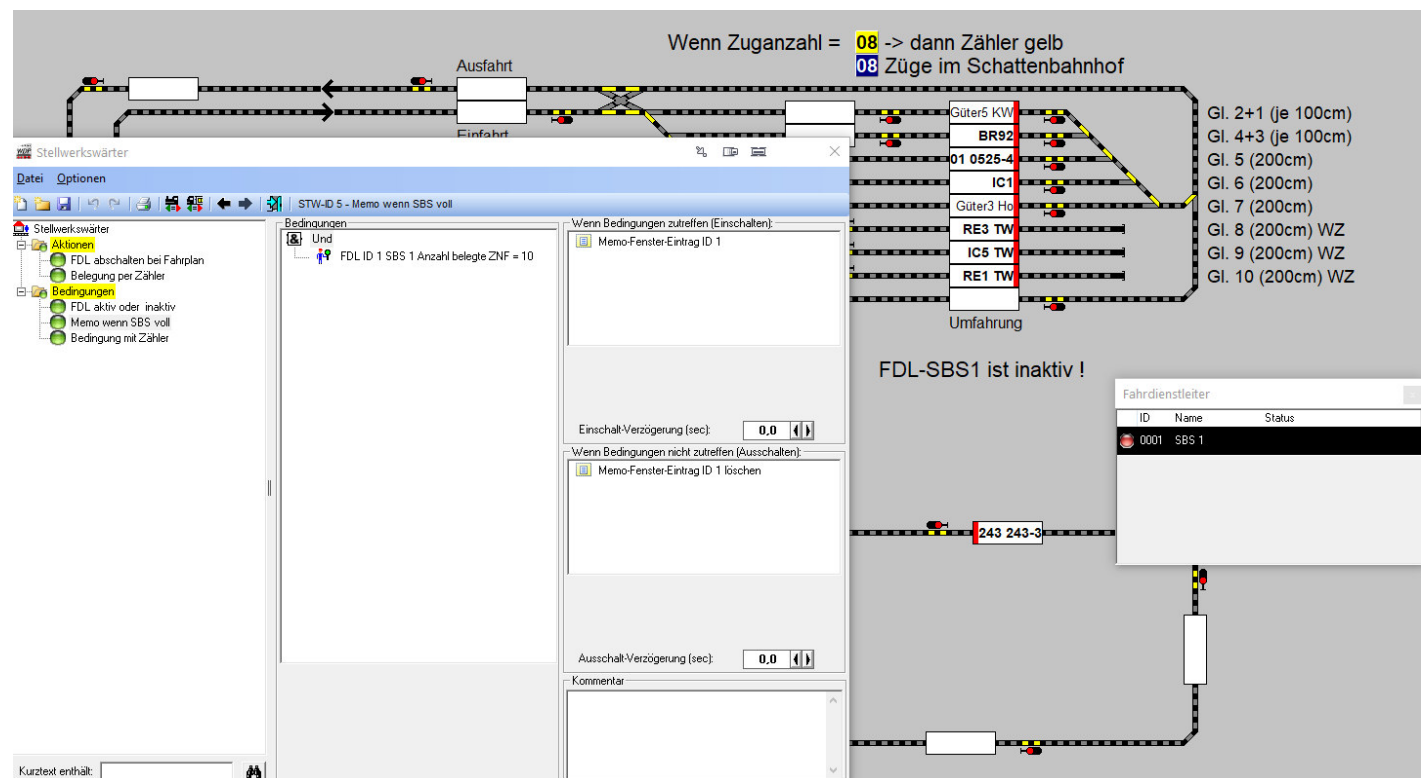 Wenn Zuganzahl = 08 -> dann Zähler gelb
08 Züge im Schattenbahnhof
Ausfahrt
Einfahrt
Güter5 KW
BR92
01 0525-4
IC1
Güter3 Ho
RE3 TW
IC5 TW
RE1 TW
Umfahrung
Gl. 2+1 (je 100cm)
Gl. 4+3 (je 100cm)
Gl. 5 (200cm)
Gl. 6 (200cm)
Gl. 7 (200cm)
Gl. 8 (200cm) WZ
Gl. 9 (200cm) WZ
Gl. 10 (200cm) WZ
Stellwerkswärter
Datei Optionen
STW-ID 5 - Memo wenn SBS voll
Stellwerkswärter
Aktionen
FDL abschalten bei Fahrplan
Belegung per Zähler
Bedingungen
FDL aktiv oder inaktiv
Memo wenn SBS voll
Bedingung mit Zähler
Kurztext enthält:
Bedingungen
Und
FDL ID 1 SBS 1 Anzahl belegte ZNF = 10
Wenn Bedingungen zutreffen (Einschalten):
Memo-Fenster-Eintrag ID 1
Einschalt-Verzögerung (sec): 0,0
Wenn Bedingungen nicht zutreffen (Ausschalten):
Memo-Fenster-Eintrag ID 1 löschen
Ausschalt-Verzögerung (sec): 0,0
Kommentar
FDL-SBS1 ist inaktiv !
Fahrdienstleiter
ID Name Status
0001 SBS 1
243 243-3